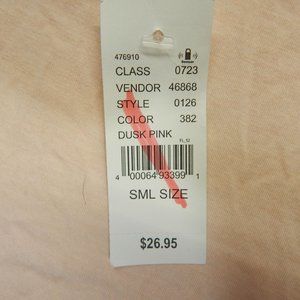 476910
CLASS 0723
VENDOR 46868
STYLE 0126
COLOR 382
DUSK PINK
4 00064 93399 1
SML SIZE
$26.95